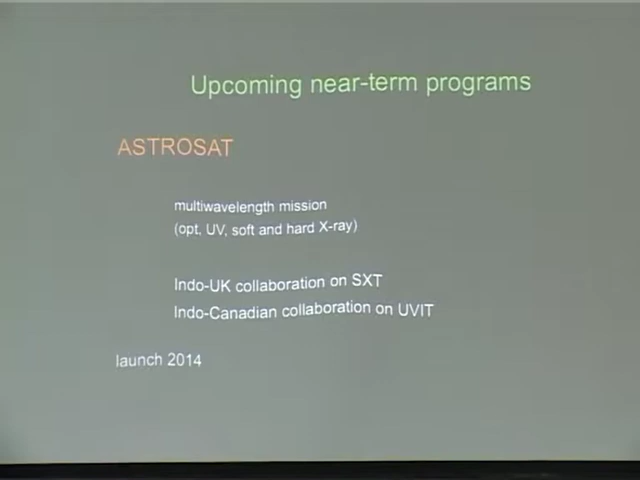 Upcoming near-term programs
ASTROSAT
multiwavelength mission
(opt, UV, soft and hard X-ray)
Indo-UK collaboration on SXT
Indo-Canadian collaboration on UVIT
launch 2014